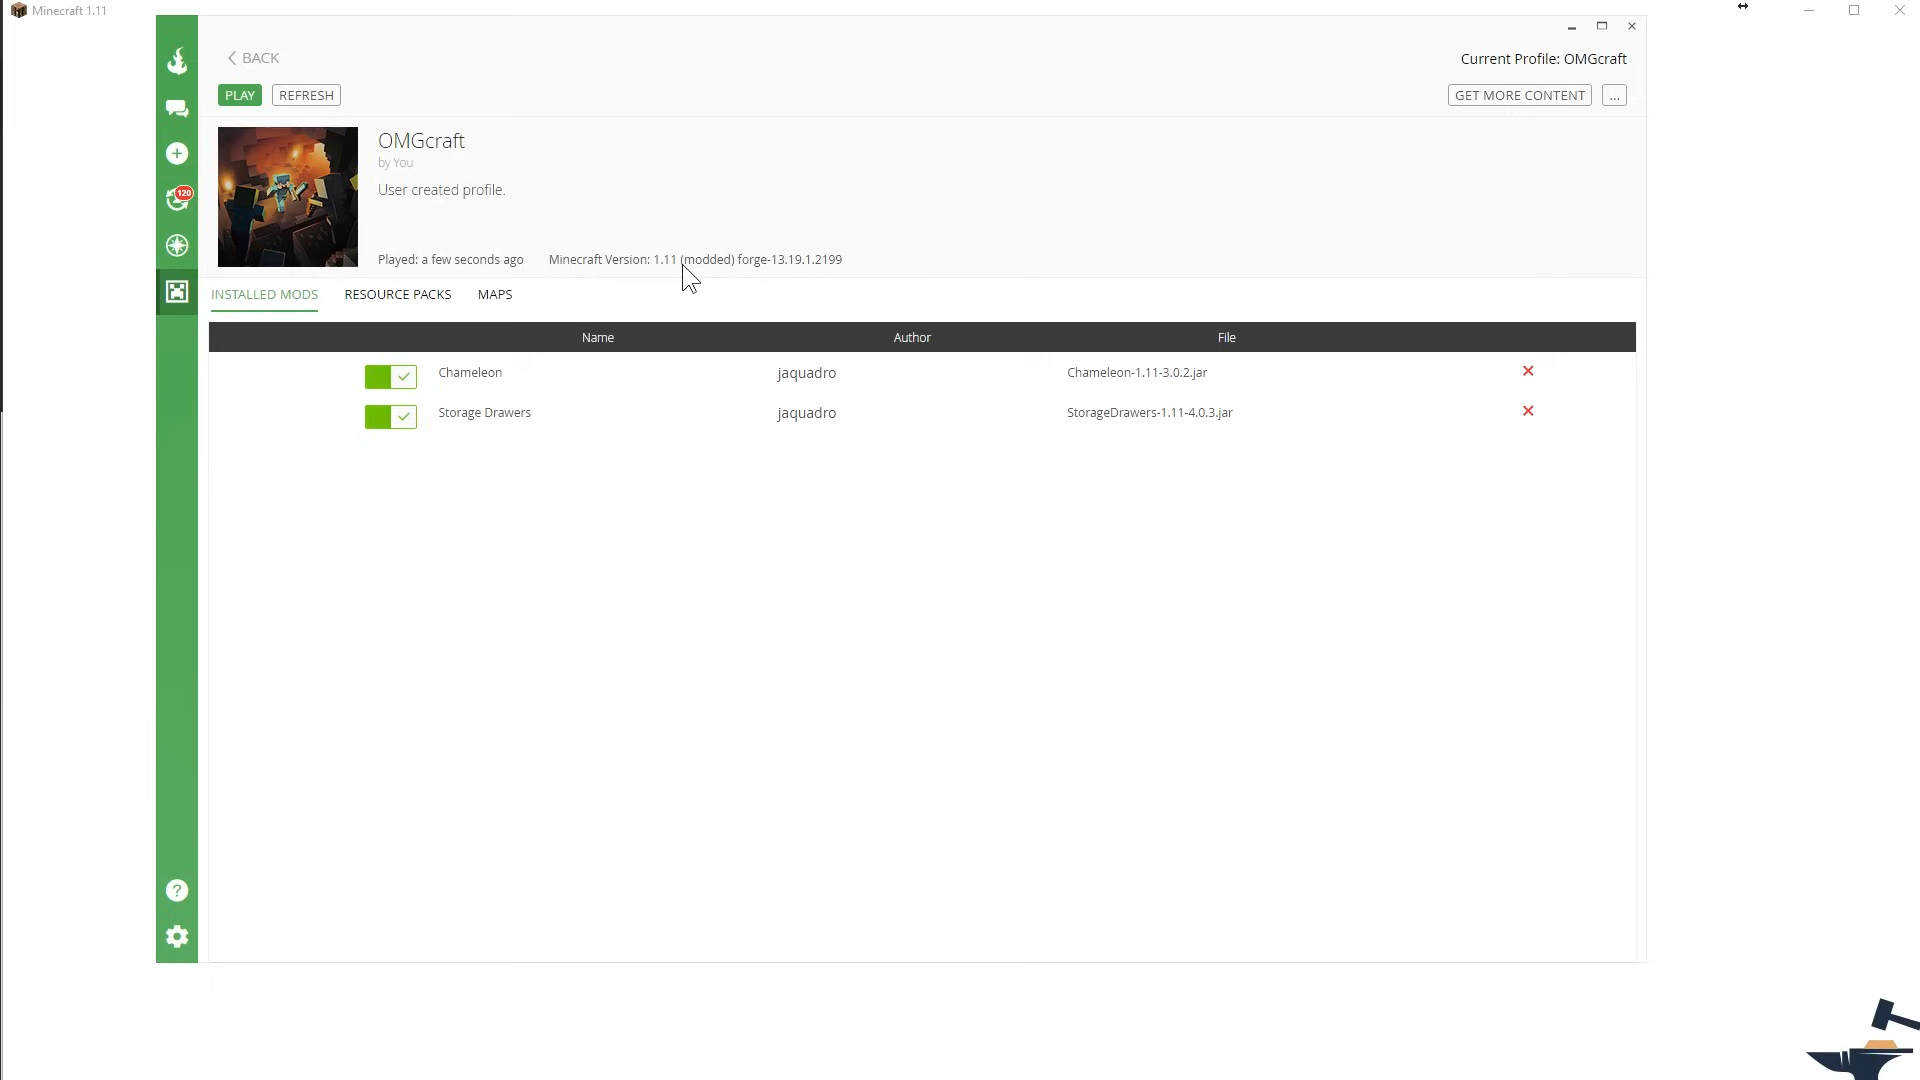 Minecraft 1.11
BACK
Current Profile: OMGcraft
PLAY
REFRESH
GET MORE CONTENT
...
OMGcraft
by You
User created profile.
120
Played: a few seconds ago
Minecraft Version: 1.11 (modded) forge-13.19.1.2199
INSTALLED MODS
RESOURCE PACKS
MAPS
Name
Author
File
Chameleon
jaquadro
Chameleon-1.11-3.0.2.jar
Storage Drawers
jaquadro
StorageDrawers-1.11-4.0.3.jar
?